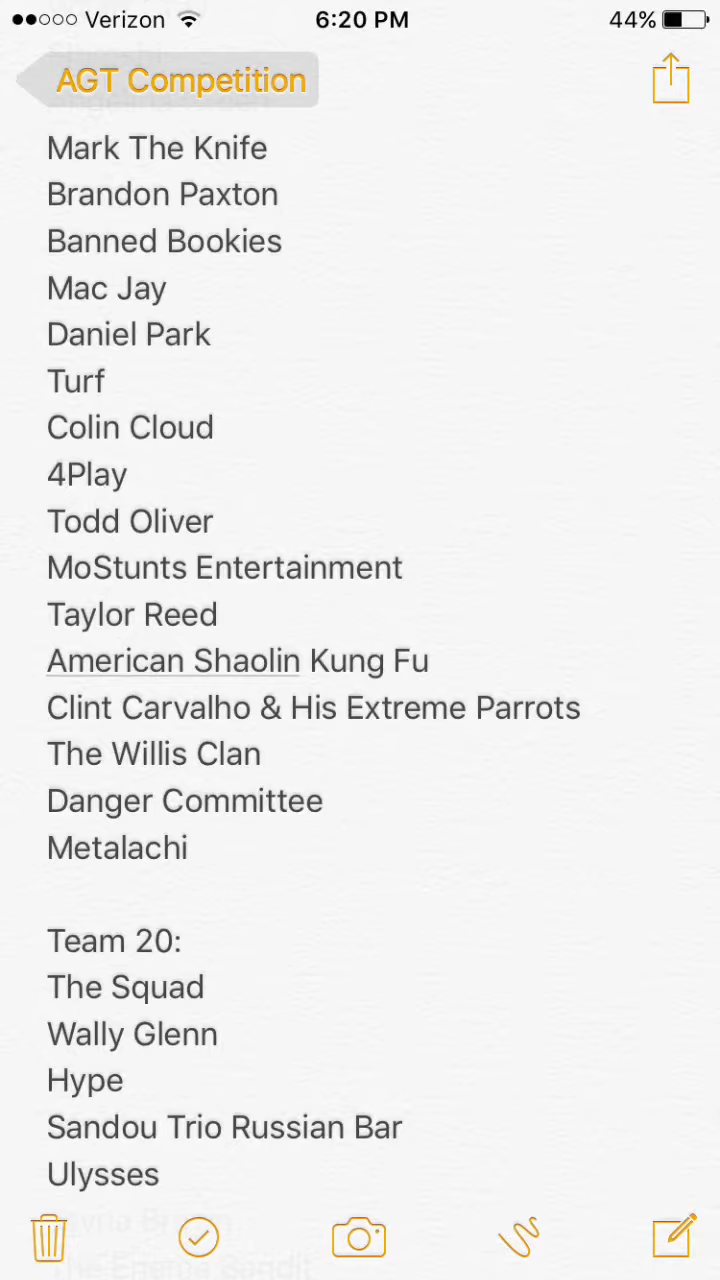 Verizon 6:20 PM 44%
AGT Competition
Mark The Knife
Brandon Paxton
Banned Bookies
Mac Jay
Daniel Park
Turf
Colin Cloud
4Play
Todd Oliver
MoStunts Entertainment
Taylor Reed
American Shaolin Kung Fu
Clint Carvalho & His Extreme Parrots
The Willis Clan
Danger Committee
Metalachi
Team 20:
The Squad
Wally Glenn
Hype
Sandou Trio Russian Bar
Ulysses